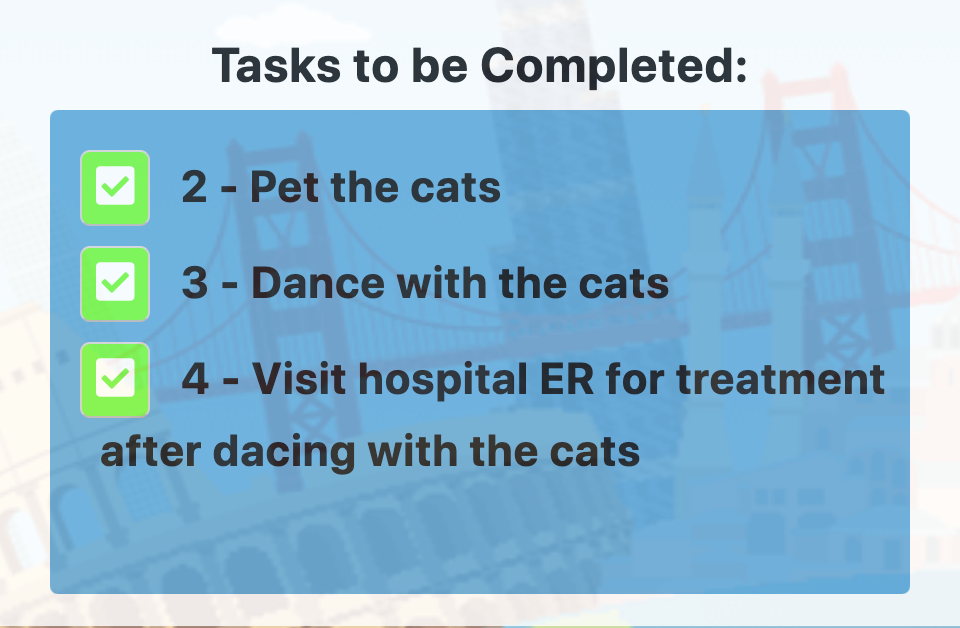 Tasks to be Completed:
2 - Pet the cats
3 - Dance with the cats
4 - Visit hospital ER for treatment
after dacing with the cats